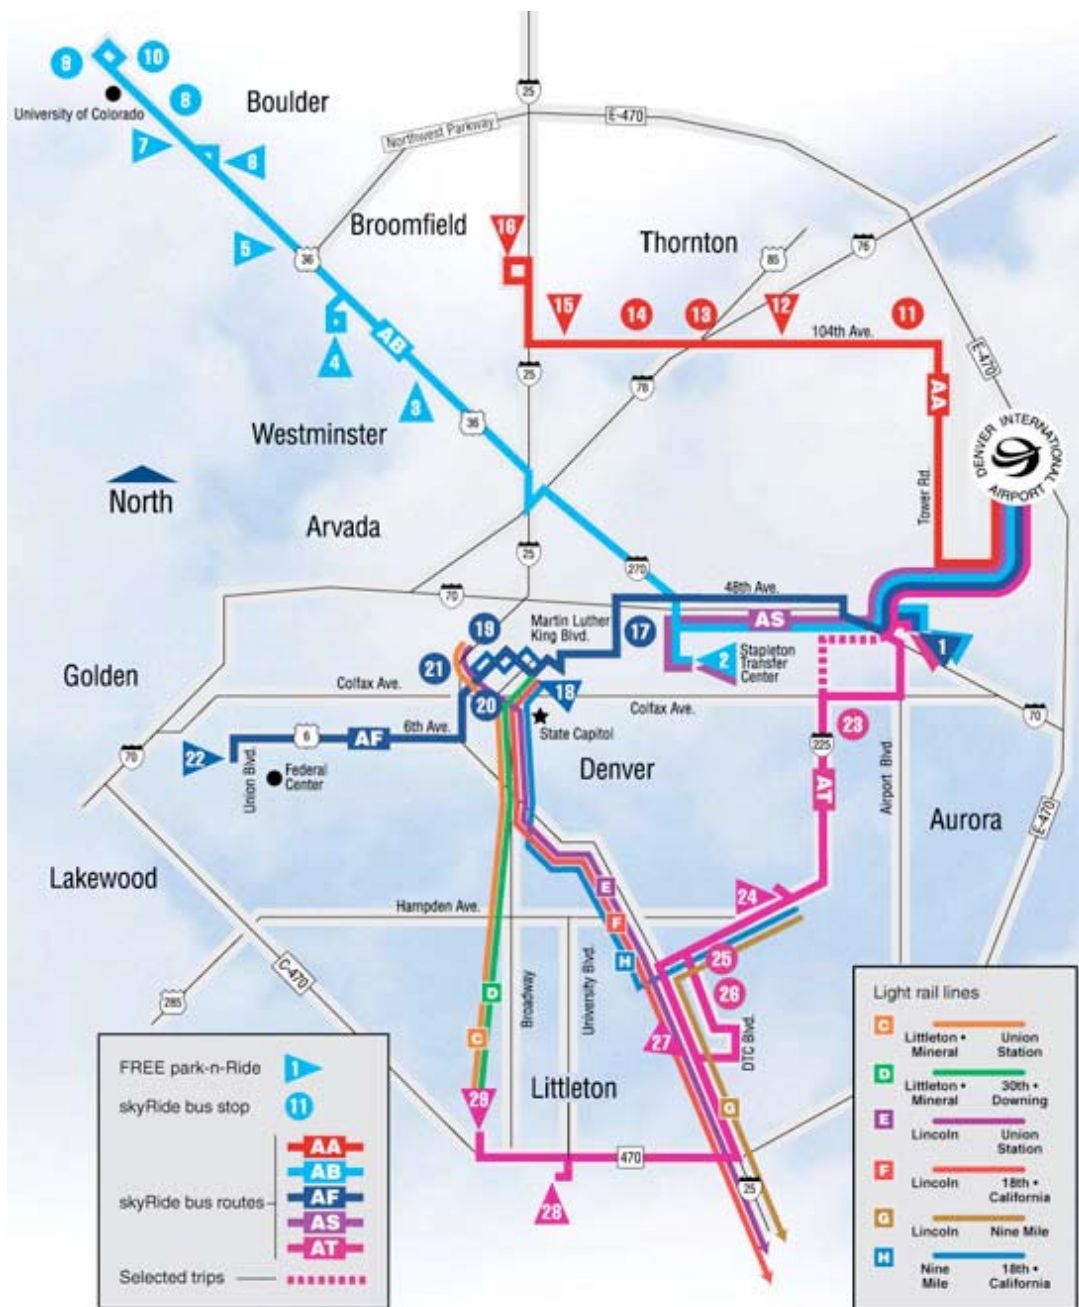 9
10
University of Colorado
8
Boulder
7
6
25
E-470
Northwest Parkway
16
Broomfield
Thornton
5
36
85
76
15
14
13
12
11
104th Ave.
4
AB
3
36
25
76
E-470
AA
Westminster
DENVER INTERNATIONAL
AIRPORT
North
Tower Rd.
Arvada
25
270
70
48th Ave.
19
Martin Luther
King Blvd.
17
AS
1
2
Stapleton
Transfer
Center
21
Golden
Colfax Ave.
20
18
Colfax Ave.
70
State Capitol
23
6th Ave.
6
AF
22
70
Union Blvd.
Federal
Center
Denver
225
AT
Airport Blvd
Aurora
E-470
Lakewood
E
24
Hampden Ave.
F
H
25
C-470
26
285
D
Broadway
University Blvd.
C
27
DTC Blvd.
Littleton
29
G
470
25
28
FREE park-n-Ride
1
skyRide bus stop
11
AA
AB
skyRide bus routes
AF
AS
AT
Selected trips
Light rail lines
C
Littleton • Union
Mineral Station
D
Littleton • 30th •
Mineral Downing
E
Lincoln Union
Station
F
Lincoln 18th •
California
G
Lincoln Nine Mile
H
Nine 18th •
Mile California